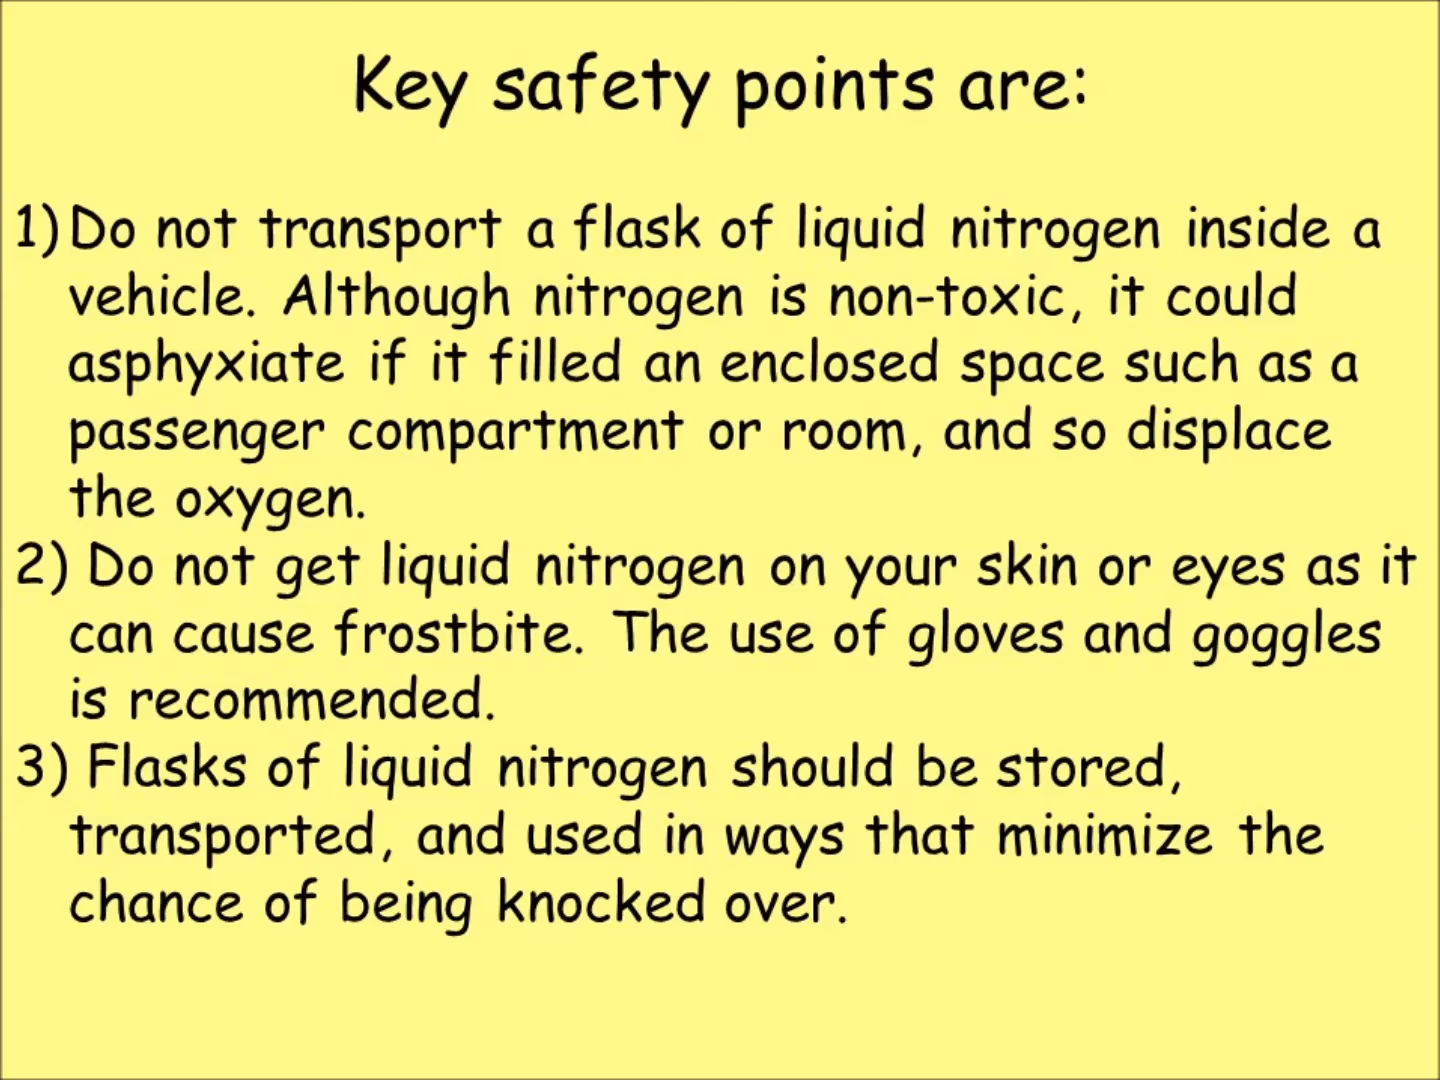 Key safety points are:
1) Do not transport a flask of liquid nitrogen inside a
vehicle. Although nitrogen is non-toxic, it could
asphyxiate if it filled an enclosed space such as a
passenger compartment or room, and so displace
the oxygen.
2) Do not get liquid nitrogen on your skin or eyes as it
can cause frostbite. The use of gloves and goggles
is recommended.
3) Flasks of liquid nitrogen should be stored,
transported, and used in ways that minimize the
chance of being knocked over.